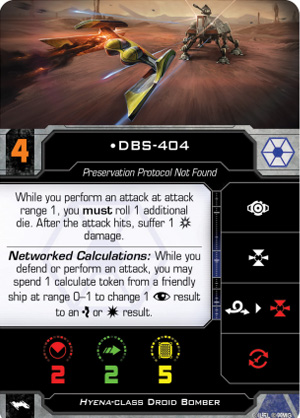 4
•DBS-404
Preservation Protocol Not Found
While you perform an attack at attack
range 1, you must roll 1 additional
die. After the attack hits, suffer 1
damage.
Networked Calculations: While you
defend or perform an attack, you may
spend 1 calculate token from a friendly
ship at range 0-1 to change 1 result
to an or result.
2 2 5
Hyena-class Droid Bomber